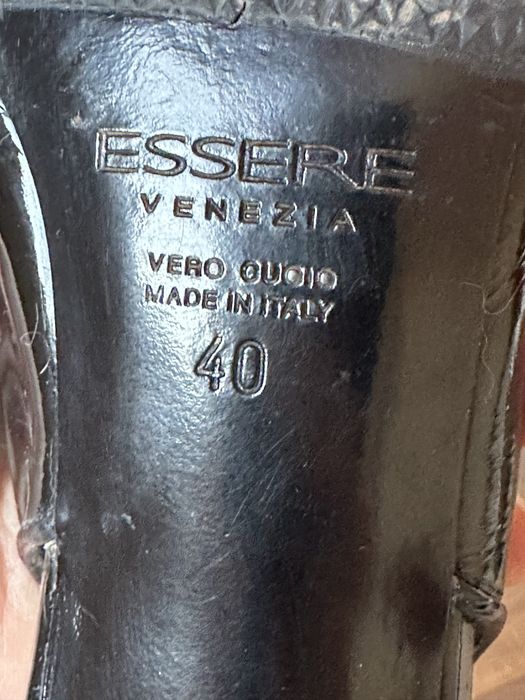 ESSERE
VENEZIA
VERO CUOIO
MADE IN ITALY
40